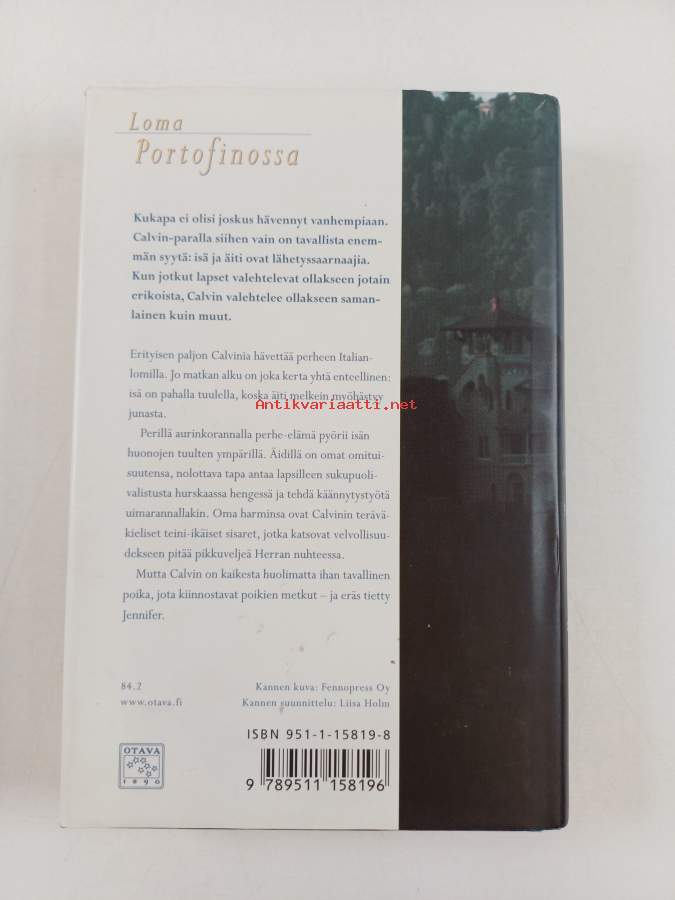 Loma
Portofinossa
Kukapa ei olisi joskus hävennyt vanhempiaan.
Calvin-paralla siihen vain on tavallista enem-
män syytä: isä ja äiti ovat lähetyssaarnaajia.
Kun jotkut lapset valehtelevat ollakseen jotain
erikoista, Calvin valehtelee ollakseen saman-
lainen kuin muut.
Erityisen paljon Calvinia hävettää perheen Italian-
lomilla. Jo matkan alku on joka kerta yhtä enteellinen:
isä on pahalla tuulella, koska äiti melkein myöhästyy
Antikvariaatti.net
junasta.
Perillä aurinkorannalla perhe-elämä pyörii isän
huonojen tuulten ympärillä. Äidillä on omat omitui-
suutensa, nolottava tapa antaa lapsilleen sukupuoli-
valistusta hurskaassa hengessä ja tehdä käännytystyötä
uimarannallakin. Oma harminsa ovat Calvinin terävä-
kieliset teini-ikäiset sisaret, jotka katsovat velvollisuu-
dekseen pitää pikkuveljeä Herran nuhteessa.
Mutta Calvin on kaikesta huolimatta ihan tavallinen
poika, jota kiinnostavat poikien metkut – ja eräs tietty
Jennifer.
84.2
www.otava.fi
Kannen kuva: Fennopress Oy
Kannen suunnittelu: Liisa Holm
OTAVA
1890
ISBN 951-1-15819-8
9 789511 158196